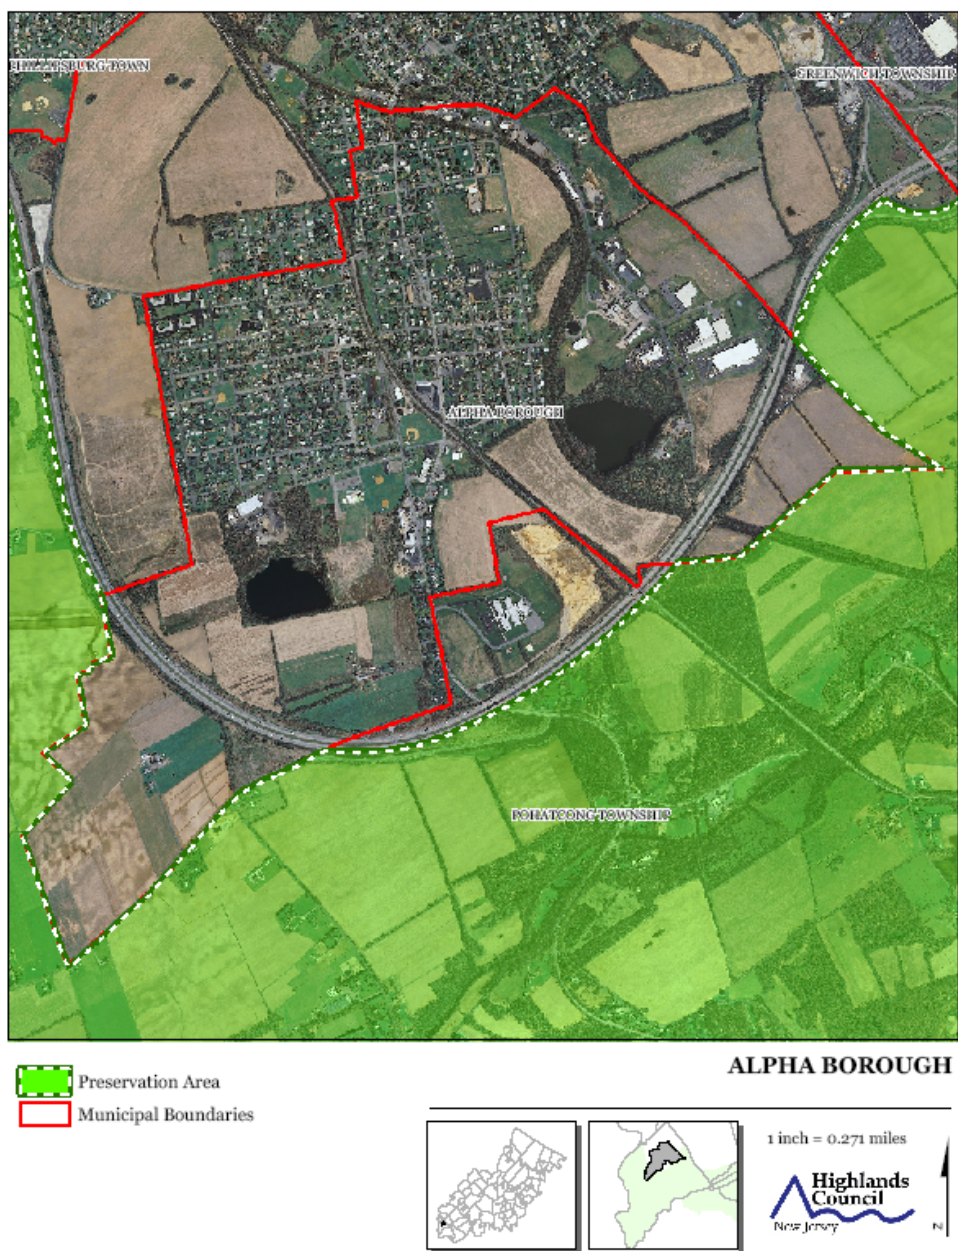 PHILLIPSBURG TOWN
GREENWICH TOWNSHIP
ALPHA BOROUGH
POHATCONG TOWNSHIP
ALPHA BOROUGH
Preservation Area
Municipal Boundaries
1 inch = 0.271 miles
Highlands
Council
New Jersey
N